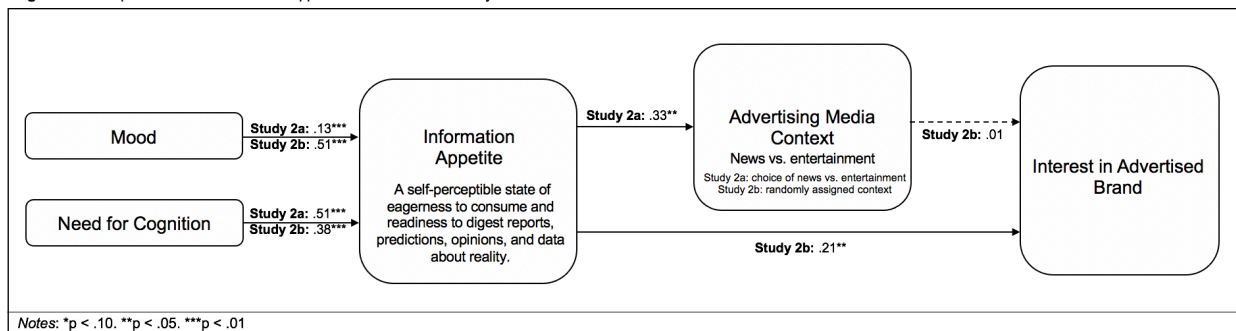 Mood
Need for Cognition
Study 2a: .13***
Study 2b: .51***
Study 2a: .51***
Study 2b: .38***
Information
Appetite
A self-perceptible state of
eagerness to consume and
readiness to digest reports,
predictions, opinions, and data
about reality.
Study 2a: .33**
Advertising Media
Context
News vs. entertainment
Study 2a: choice of news vs. entertainment
Study 2b: randomly assigned context
Study 2b: .01
Study 2b: .21**
Interest in Advertised
Brand
Notes: *p < .10. **p < .05. ***p < .01